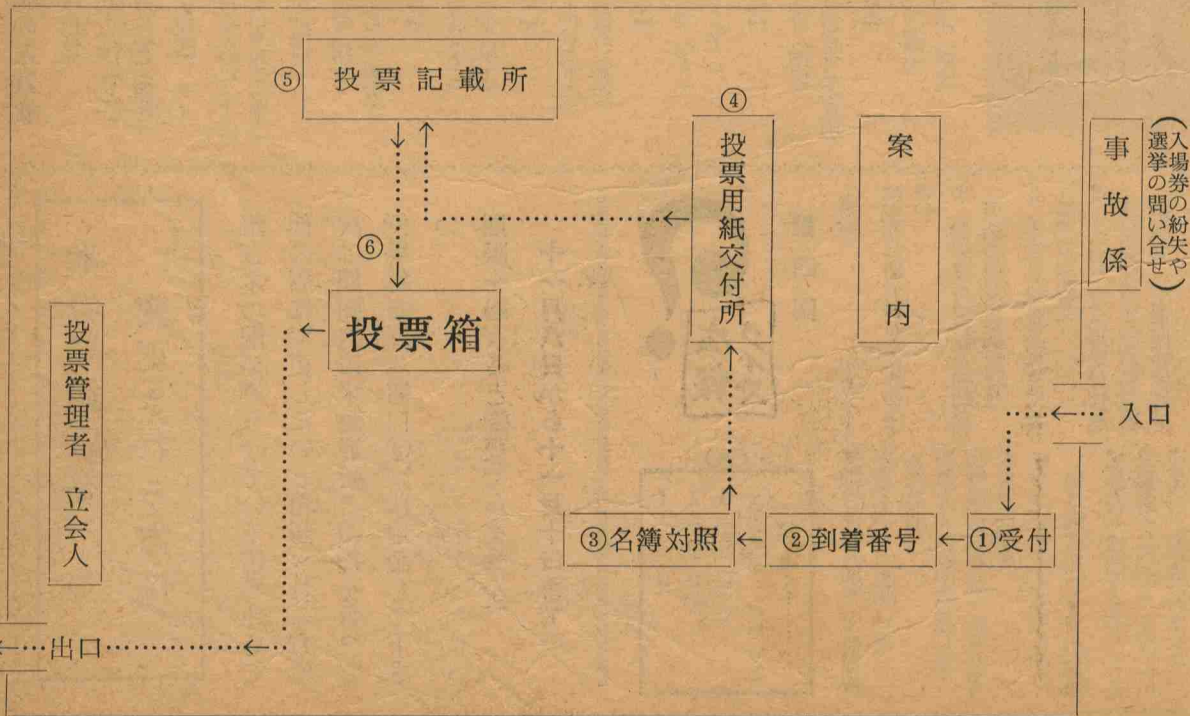 (入場券の紛失や
選挙の問い合せ)
事故係
入口
案内
①受付
②到着番号
③名簿対照
④
投票用紙交付所
⑤
投票記載所
⑥
投票箱
投票管理者 立会人
出口